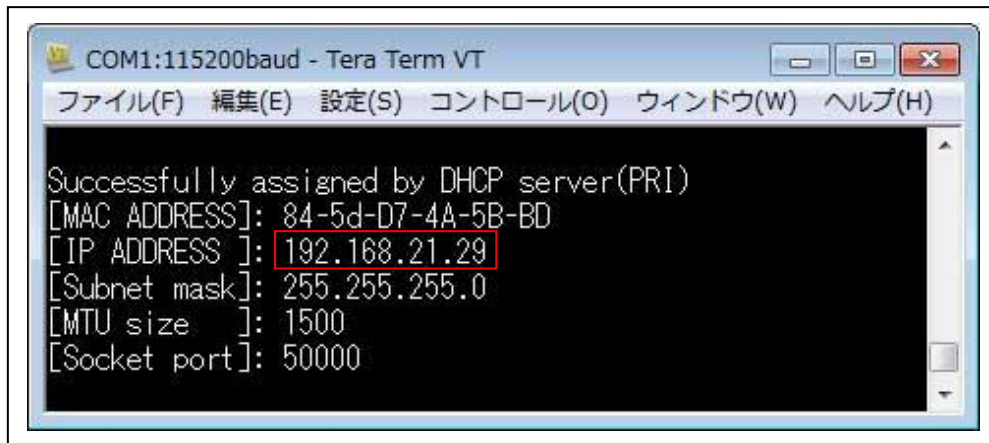 COM1:115200baud - Tera Term VT
ファイル(F) 編集(E) 設定(S) コントロール(O) ウィンドウ(W) ヘルプ(H)
Successfully assigned by DHCP server(PRI)
[MAC ADDRESS]: 84-5d-D7-4A-5B-BD
[IP ADDRESS ]: 192.168.21.29
[Subnet mask]: 255.255.255.0
[MTU size   ]: 1500
[Socket port]: 50000